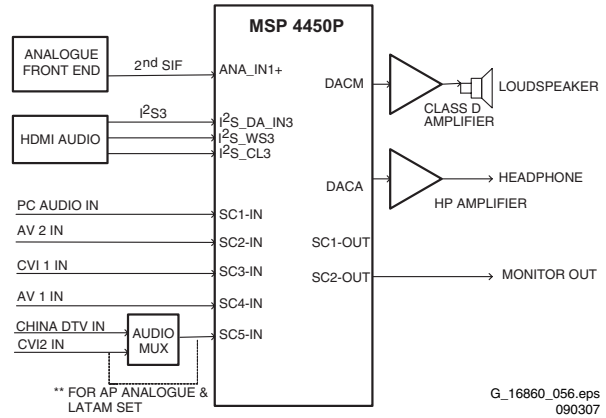 MSP 4450P
ANALOGUE
FRONT END
2nd SIF
ANA_IN1+
I2S3
HDMI AUDIO
I2S_DA_IN3
I2S_WS3
I2S_CL3
PC AUDIO IN
SC1-IN
AV 2 IN
SC2-IN
CVI 1 IN
SC3-IN
AV 1 IN
SC4-IN
CHINA DTV IN
CVI2 IN
AUDIO
MUX
SC5-IN
** FOR AP ANALOGUE &
LATAM SET
DACM
CLASS D
AMPLIFIER
LOUDSPEAKER
DACA
HP AMPLIFIER
HEADPHONE
SC1-OUT
SC2-OUT
MONITOR OUT
G_16860_056.eps
090307